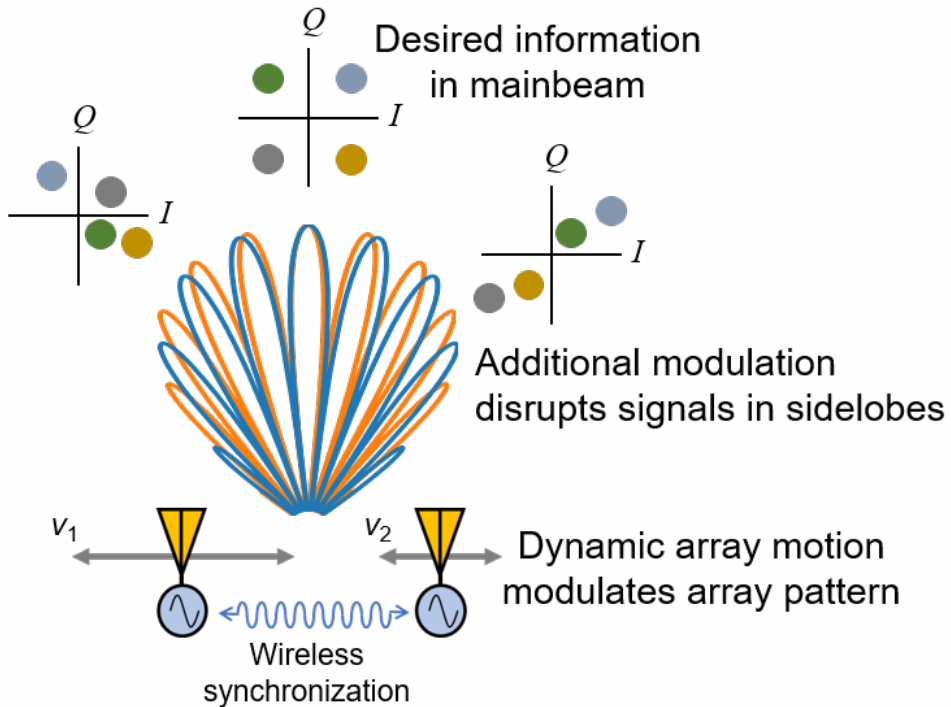 Q
Desired information
in mainbeam
I
Q
I
Q
I
Additional modulation
disrupts signals in sidelobes
v1
v2
Dynamic array motion
modulates array pattern
Wireless
synchronization